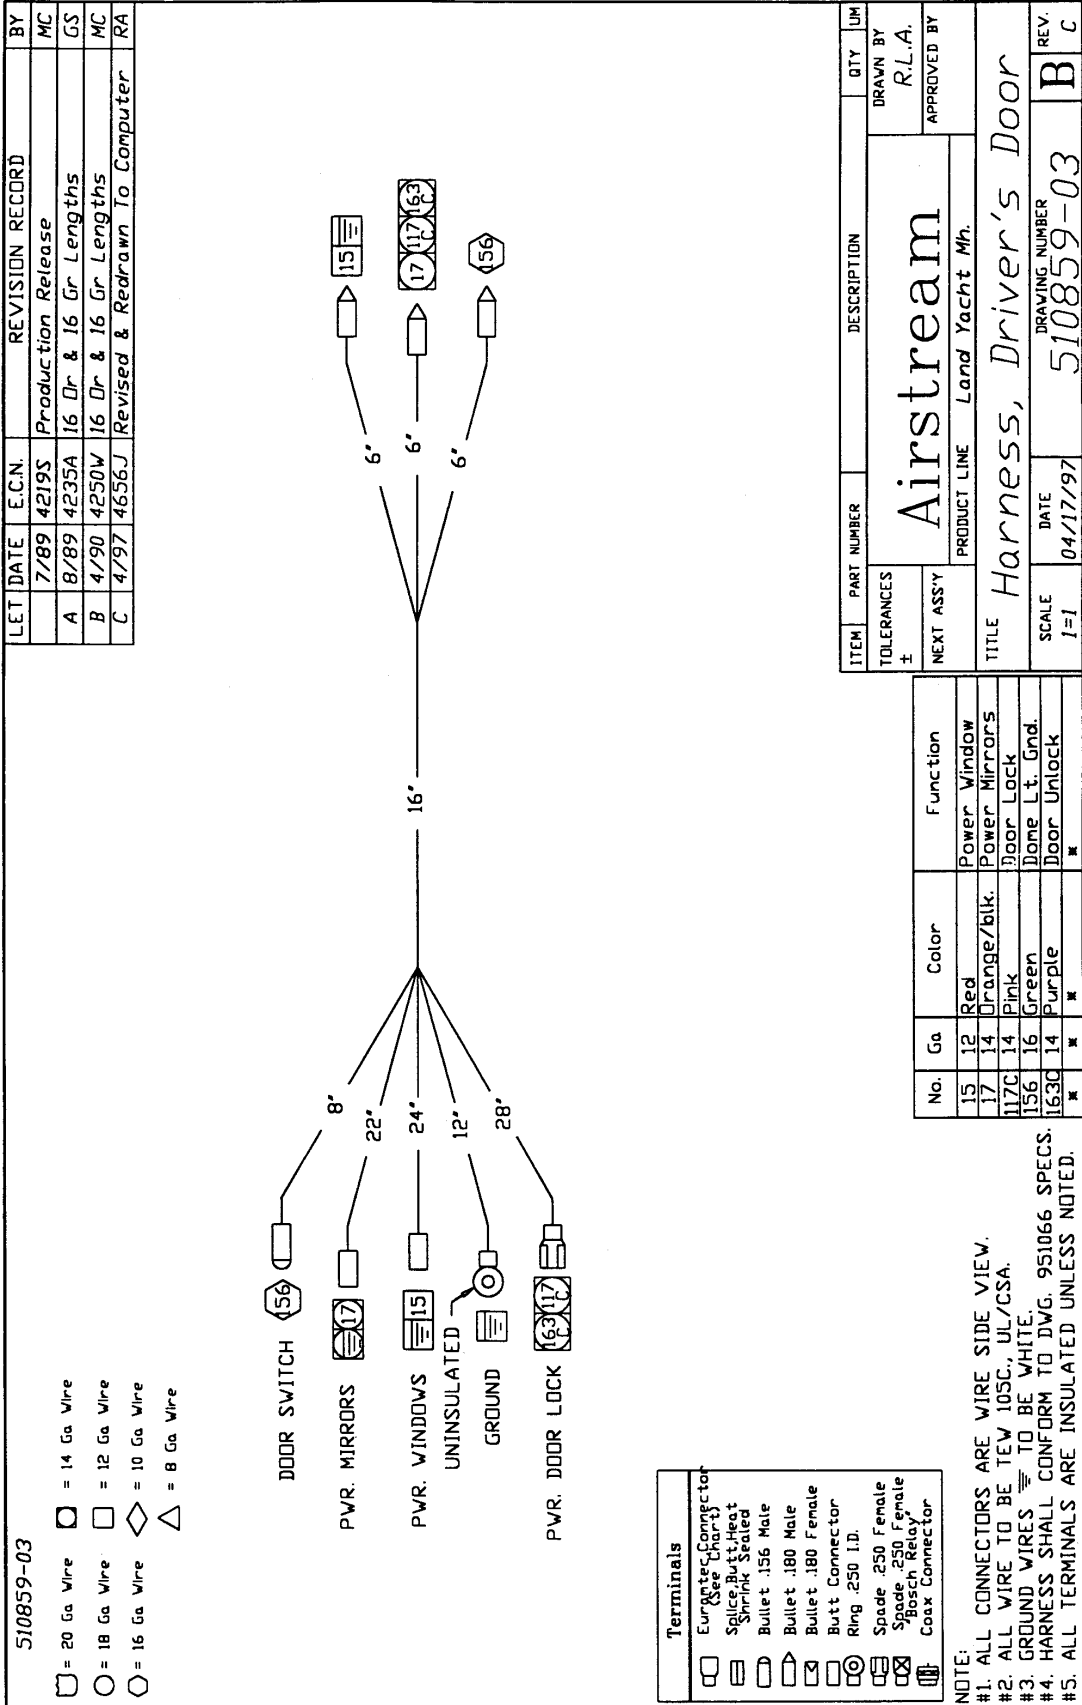 510859-03
= 20 Ga Wire
= 14 Ga Wire
= 18 Ga Wire
= 12 Ga Wire
= 16 Ga Wire
= 10 Ga Wire
= 8 Ga Wire
LET DATE E.C.N. REVISION RECORD BY
7/89 4219S Production Release MC
A 8/89 4235A 16 Or & 16 Gr Lengths GS
B 4/90 4250W 16 Or & 16 Gr Lengths MC
C 4/97 4656J Revised & Redrawn To Computer RA
DOOR SWITCH
156
8"
PWR. MIRRORS
17
22"
PWR. WINDOWS
15
24"
UNINSULATED
GROUND
12"
PWR. DOOR LOCK
163C 117C
28"
16"
6"
15
6"
17 117C 163C
6"
156
Terminals
Euramtec Connector
(See Chart)
Splice,Butt,Heat
Shrink Sealed
Bullet .156 Male
Bullet .180 Male
Bullet .180 Female
Butt Connector
Ring .250 I.D.
Spade .250 Female
Spade .250 Female
"Bosch Relay"
Coax Connector
NOTE:
#1. ALL CONNECTORS ARE WIRE SIDE VIEW.
#2. ALL WIRE TO BE TEW 105C., UL/CSA.
#3. GROUND WIRES TO BE WHITE.
#4. HARNESS SHALL CONFORM TO DWG. 951066 SPECS.
#5. ALL TERMINALS ARE INSULATED UNLESS NOTED.
No. Ga Color Function
15 12 Red Power Window
17 14 Orange/blk. Power Mirrors
117C 14 Pink Door Lock
156 16 Green Dome Lt. Gnd.
163C 14 Purple Door Unlock
* * * *
ITEM PART NUMBER DESCRIPTION QTY UM
TOLERANCES
±
Airstream
DRAWN BY
R.L.A.
NEXT ASS'Y
PRODUCT LINE Land Yacht Mh.
APPROVED BY
TITLE Harness, Driver's Door
SCALE
1=1
DATE
04/17/97
DRAWING NUMBER
510859-03
B
REV.
C